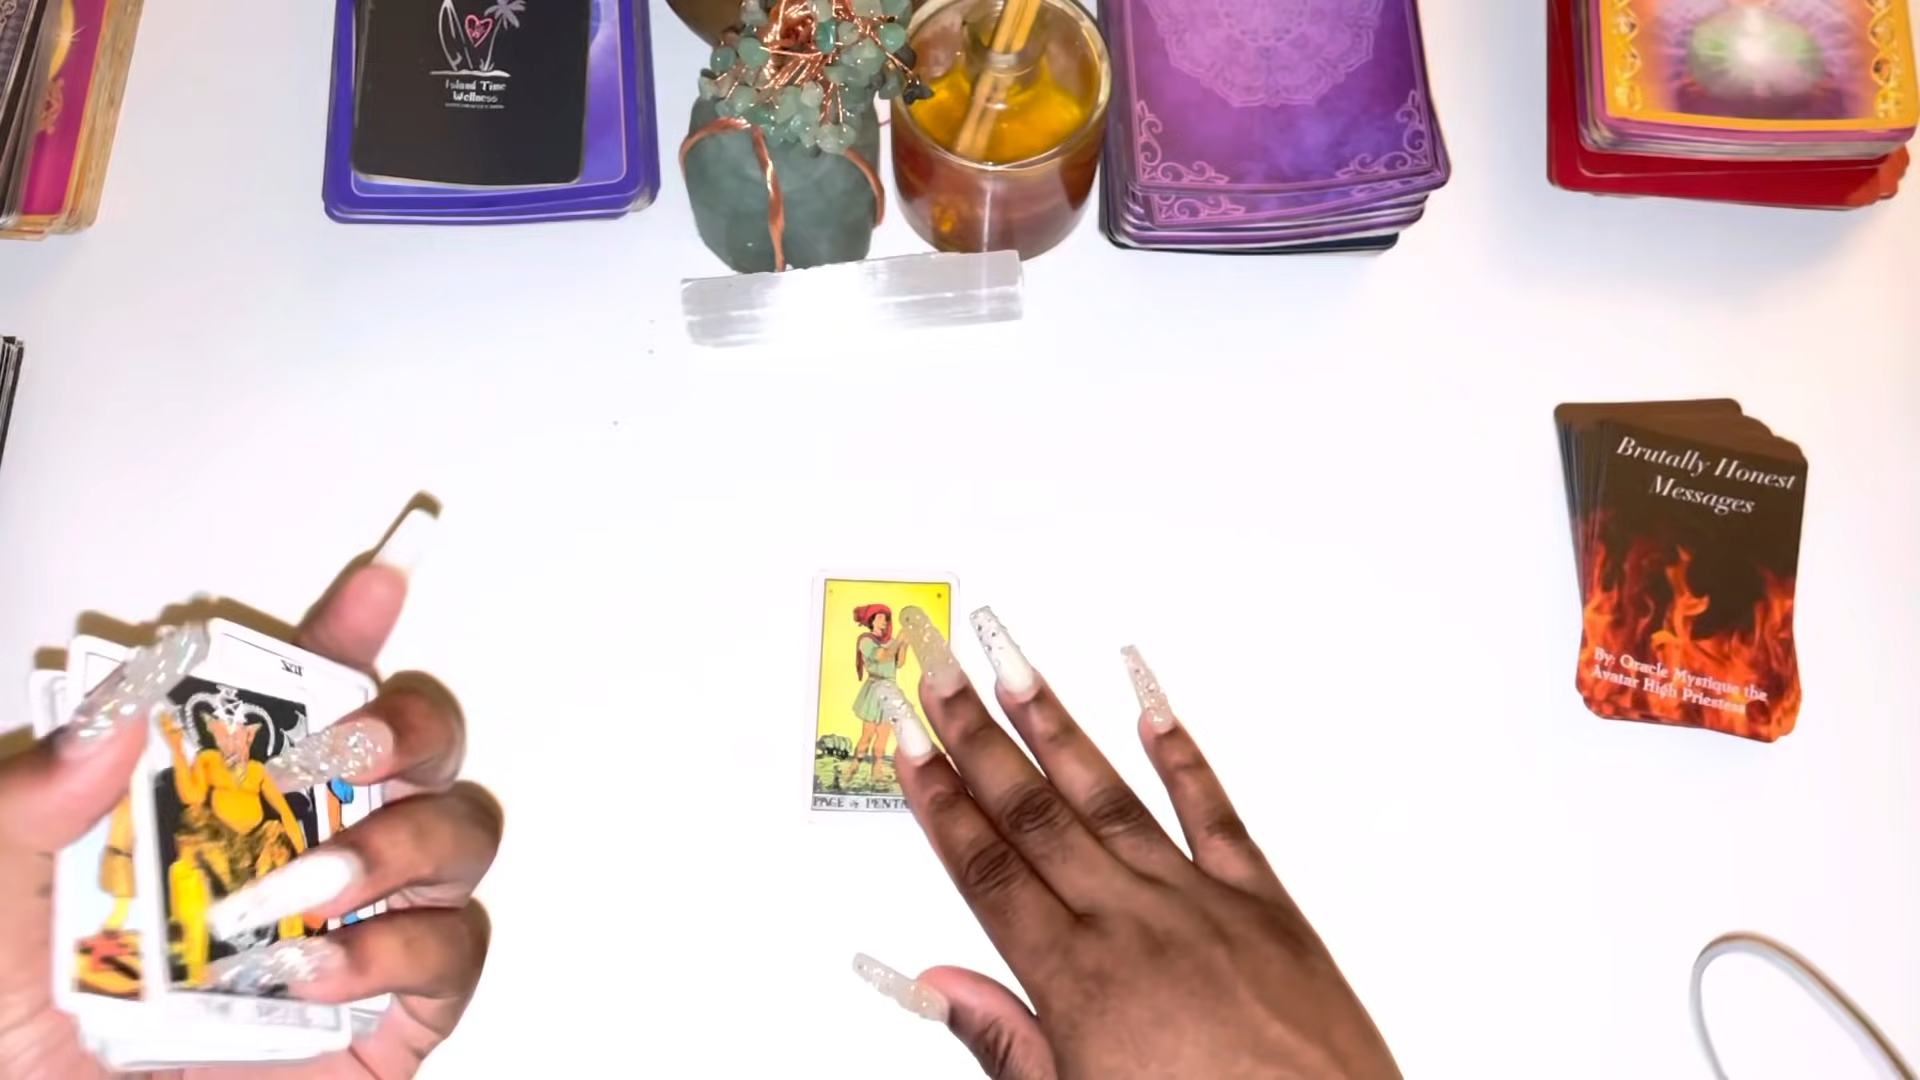 Island Time
Wellness
Brutally Honest
Messages
By: Oracle Mystique the
Avatar High Priestess
PAGE of PENTA